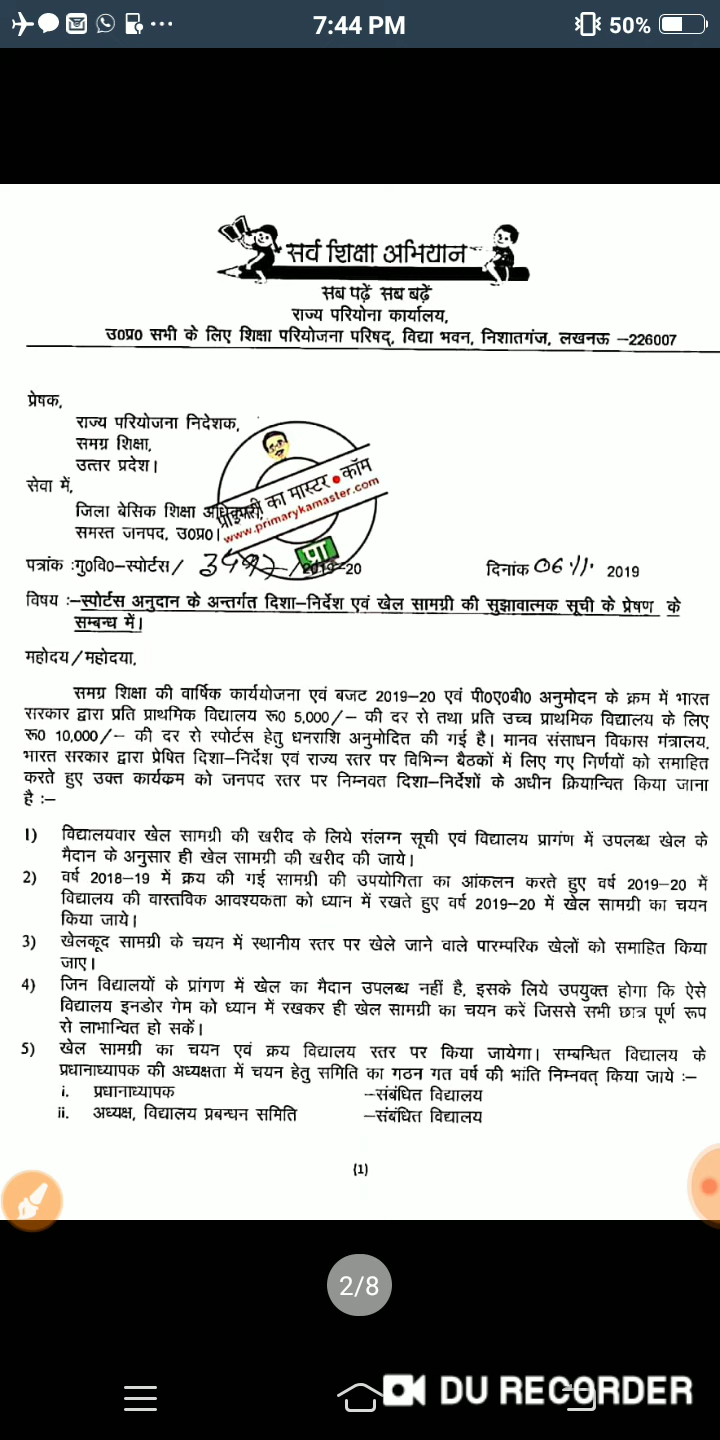 7:44 PM
50%
सर्व शिक्षा अभियान
सब पढ़ें सब बढ़ें
राज्य परियोना कार्यालय,
उ0प्र0 सभी के लिए शिक्षा परियोजना परिषद्, विद्या भवन, निशातगंज, लखनऊ –226007
प्रेषक,
राज्य परियोजना निदेशक,
समग्र शिक्षा,
उत्तर प्रदेश।
सेवा में,
जिला बेसिक शिक्षा
समस्त जनपद, उ0प्र0।
प्राइमरी का मास्टर.कॉम
www.primarykamaster.com
प्रा
पत्रांक :गु0वि0–स्पोर्टस/ /2019–20 दिनांक 06.11. 2019
विषय :–स्पोर्टस अनुदान के अन्तर्गत दिशा–निर्देश एवं खेल सामग्री की सुझावात्मक सूची के प्रेषण के
सम्बन्ध में।
महोदय/महोदया,
समग्र शिक्षा की वार्षिक कार्ययोजना एवं बजट 2019–20 एवं पी0ए0बी0 अनुमोदन के क्रम में भारत
सरकार द्वारा प्रति प्राथमिक विद्यालय रू0 5,000/– की दर से तथा प्रति उच्च प्राथमिक विद्यालय के लिए
रू0 10,000/– की दर से स्पोर्टस हेतु धनराशि अनुमोदित की गई है। मानव संसाधन विकास मंत्रालय,
भारत सरकार द्वारा प्रेषित दिशा–निर्देश एवं राज्य स्तर पर विभिन्न बैठकों में लिए गए निर्णयों को समाहित
करते हुए उक्त कार्यक्रम को जनपद स्तर पर निम्नवत दिशा–निर्देशों के अधीन क्रियान्वित किया जाना
है :–
1) विद्यालयवार खेल सामग्री की खरीद के लिये संलग्न सूची एवं विद्यालय प्रागंण में उपलब्ध खेल के
मैदान के अनुसार ही खेल सामग्री की खरीद की जाये।
2) वर्ष 2018–19 में क्रय की गई सामग्री की उपयोगिता का आंकलन करते हुए वर्ष 2019–20 में
विद्यालय की वास्तविक आवश्यकता को ध्यान में रखते हुए वर्ष 2019–20 में खेल सामग्री का चयन
किया जाये।
3) खेलकूद सामग्री के चयन में स्थानीय स्तर पर खेले जाने वाले पारम्परिक खेलों को समाहित किया
जाए।
4) जिन विद्यालयों के प्रांगण में खेल का मैदान उपलब्ध नहीं है, इसके लिये उपयुक्त होगा कि ऐसे
विद्यालय इनडोर गेम को ध्यान में रखकर ही खेल सामग्री का चयन करें जिससे सभी छात्र पूर्ण रूप
से लाभान्वित हो सकें।
5) खेल सामग्री का चयन एवं क्रय विद्यालय स्तर पर किया जायेगा। सम्बन्धित विद्यालय के
प्रधानाध्यापक की अध्यक्षता में चयन हेतु समिति का गठन गत वर्ष की भांति निम्नवत् किया जाये :–
i. प्रधानाध्यापक –संबंधित विद्यालय
ii. अध्यक्ष, विद्यालय प्रबन्धन समिति –संबंधित विद्यालय
(1)
2/8
DU RECORDER